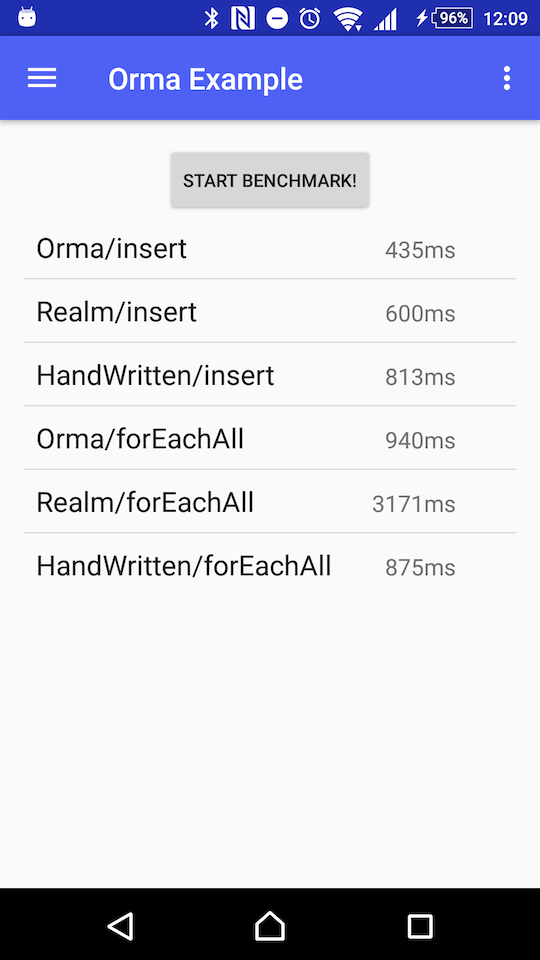 96% 12:09
Orma Example
START BENCHMARK!
Orma/insert 435ms
Realm/insert 600ms
HandWritten/insert 813ms
Orma/forEachAll 940ms
Realm/forEachAll 3171ms
HandWritten/forEachAll 875ms